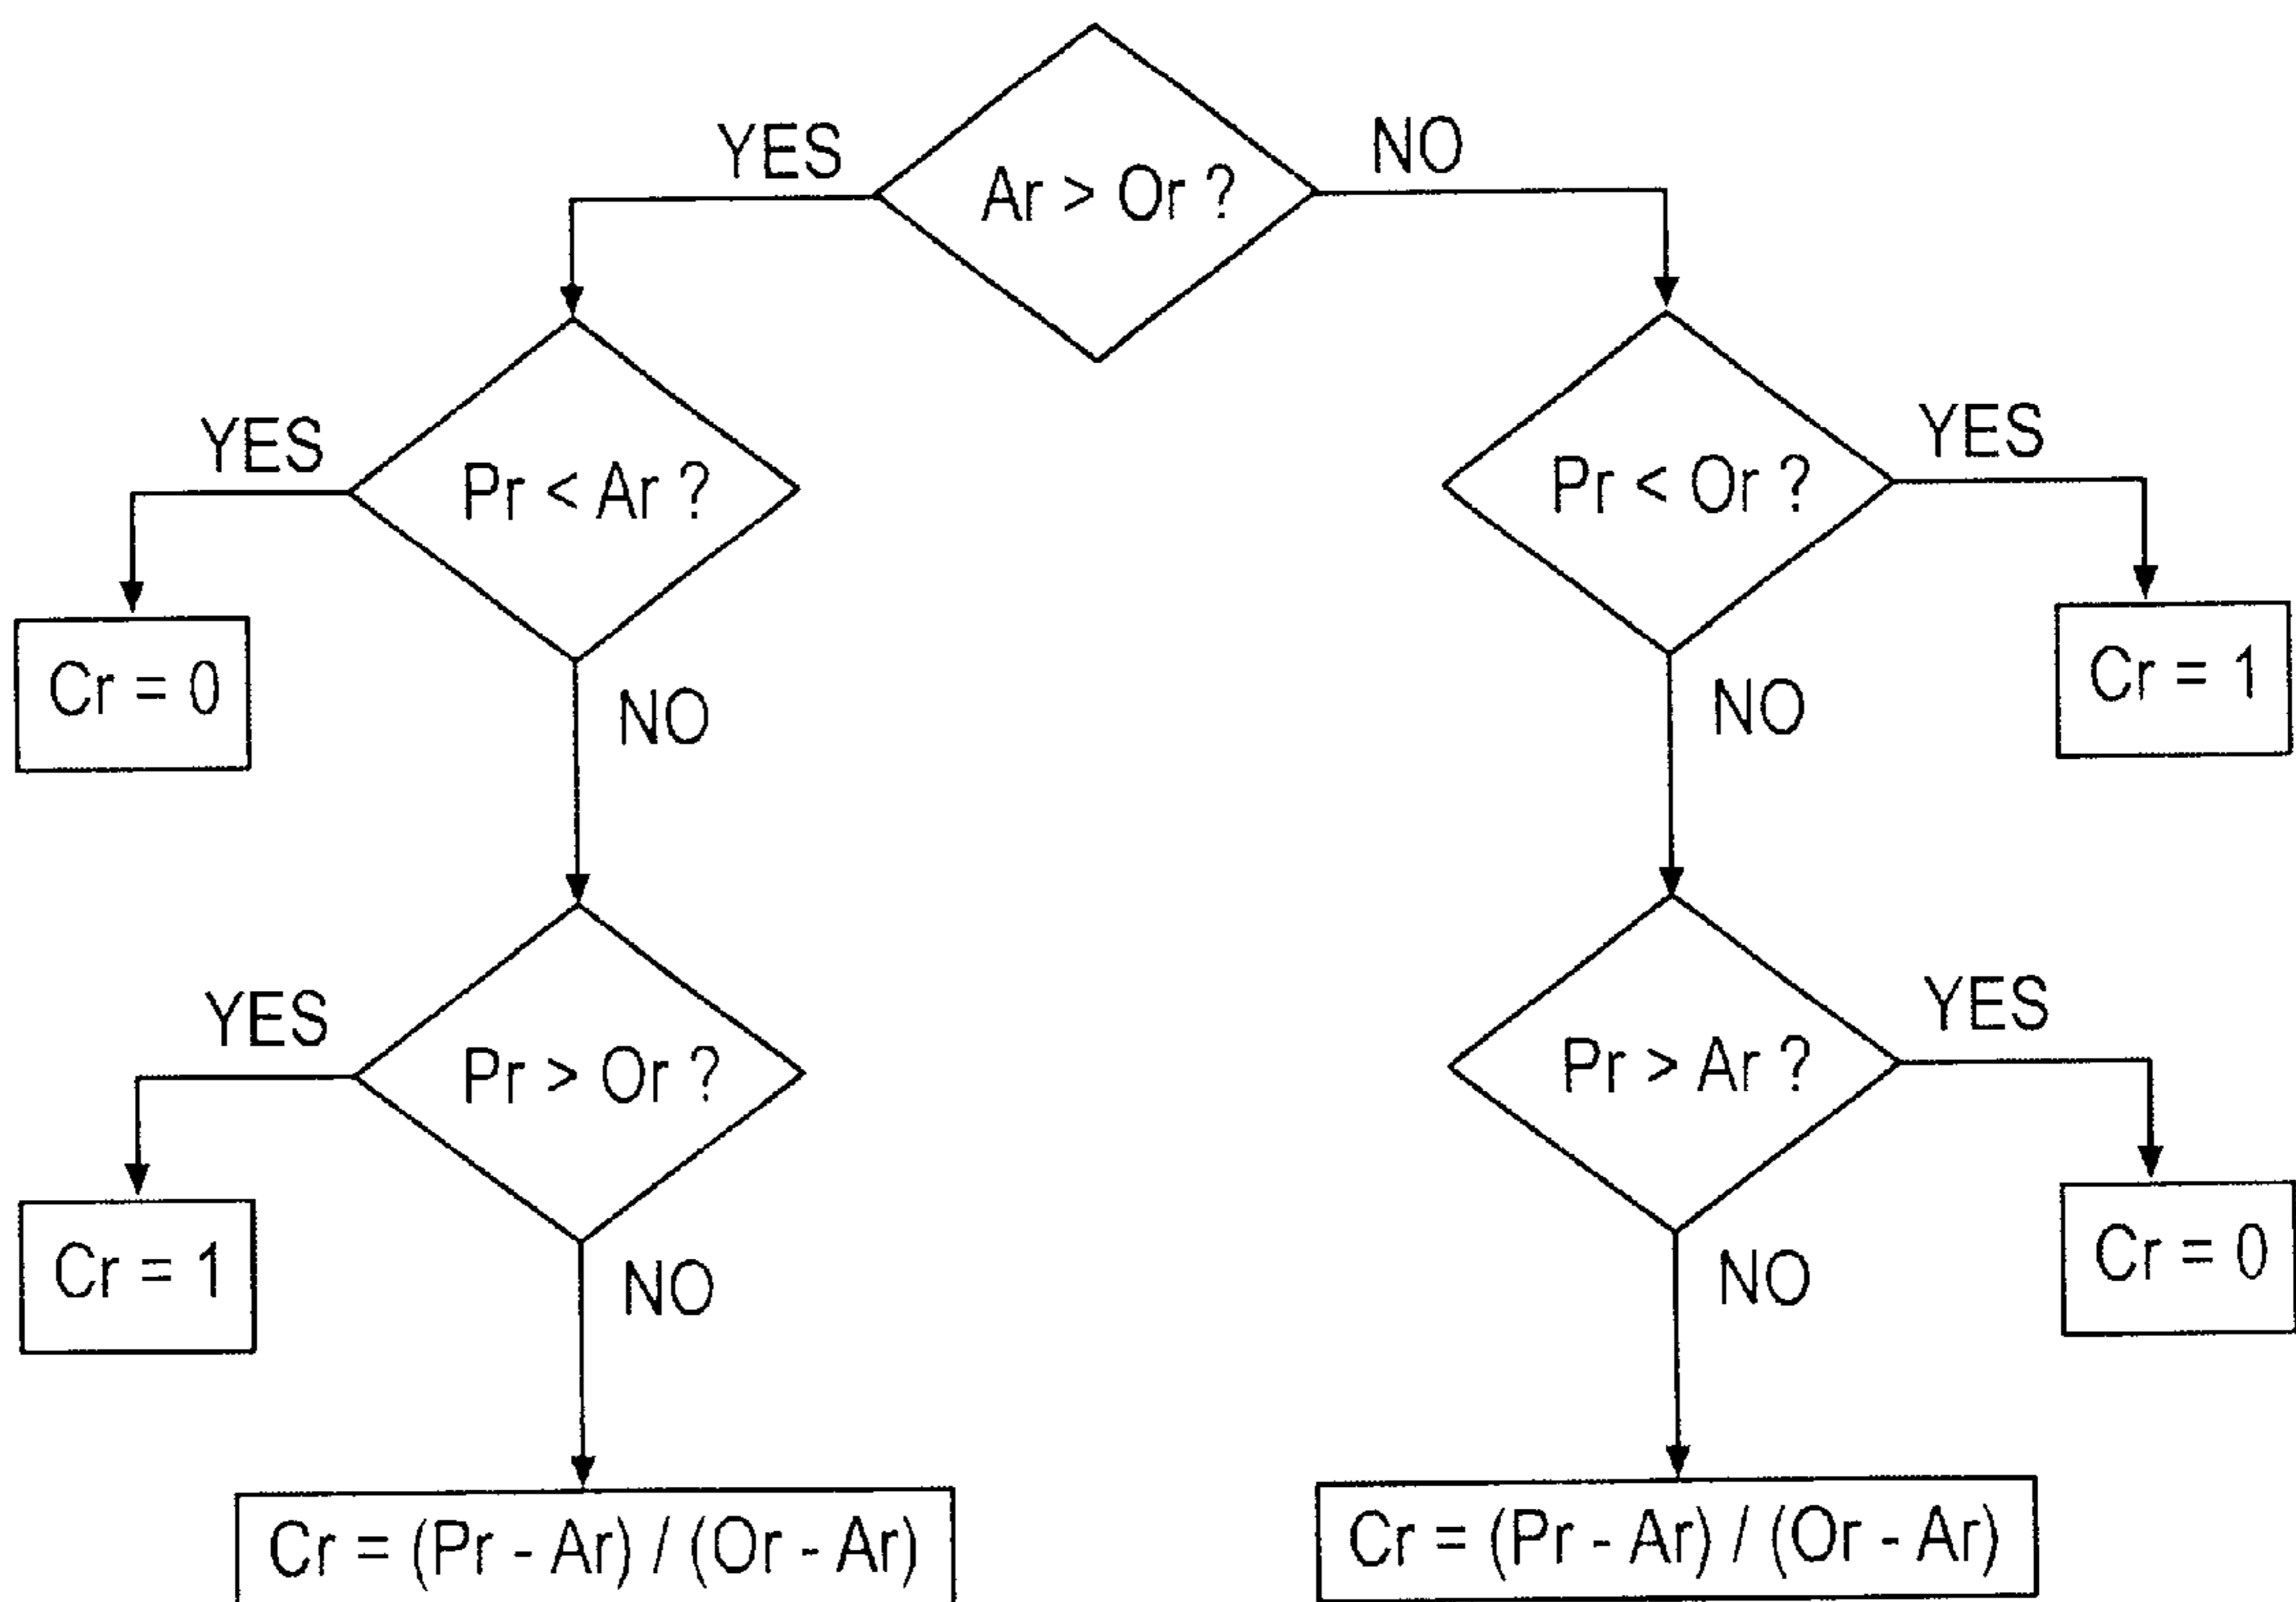 YES
NO
Ar > Or ?
YES
Pr < Ar ?
Pr < Or ?
YES
Cr = 0
NO
NO
Cr = 1
YES
Pr > Or ?
Pr > Ar ?
YES
Cr = 1
NO
NO
Cr = 0
Cr = (Pr - Ar) / (Or - Ar)
Cr = (Pr - Ar) / (Or - Ar)